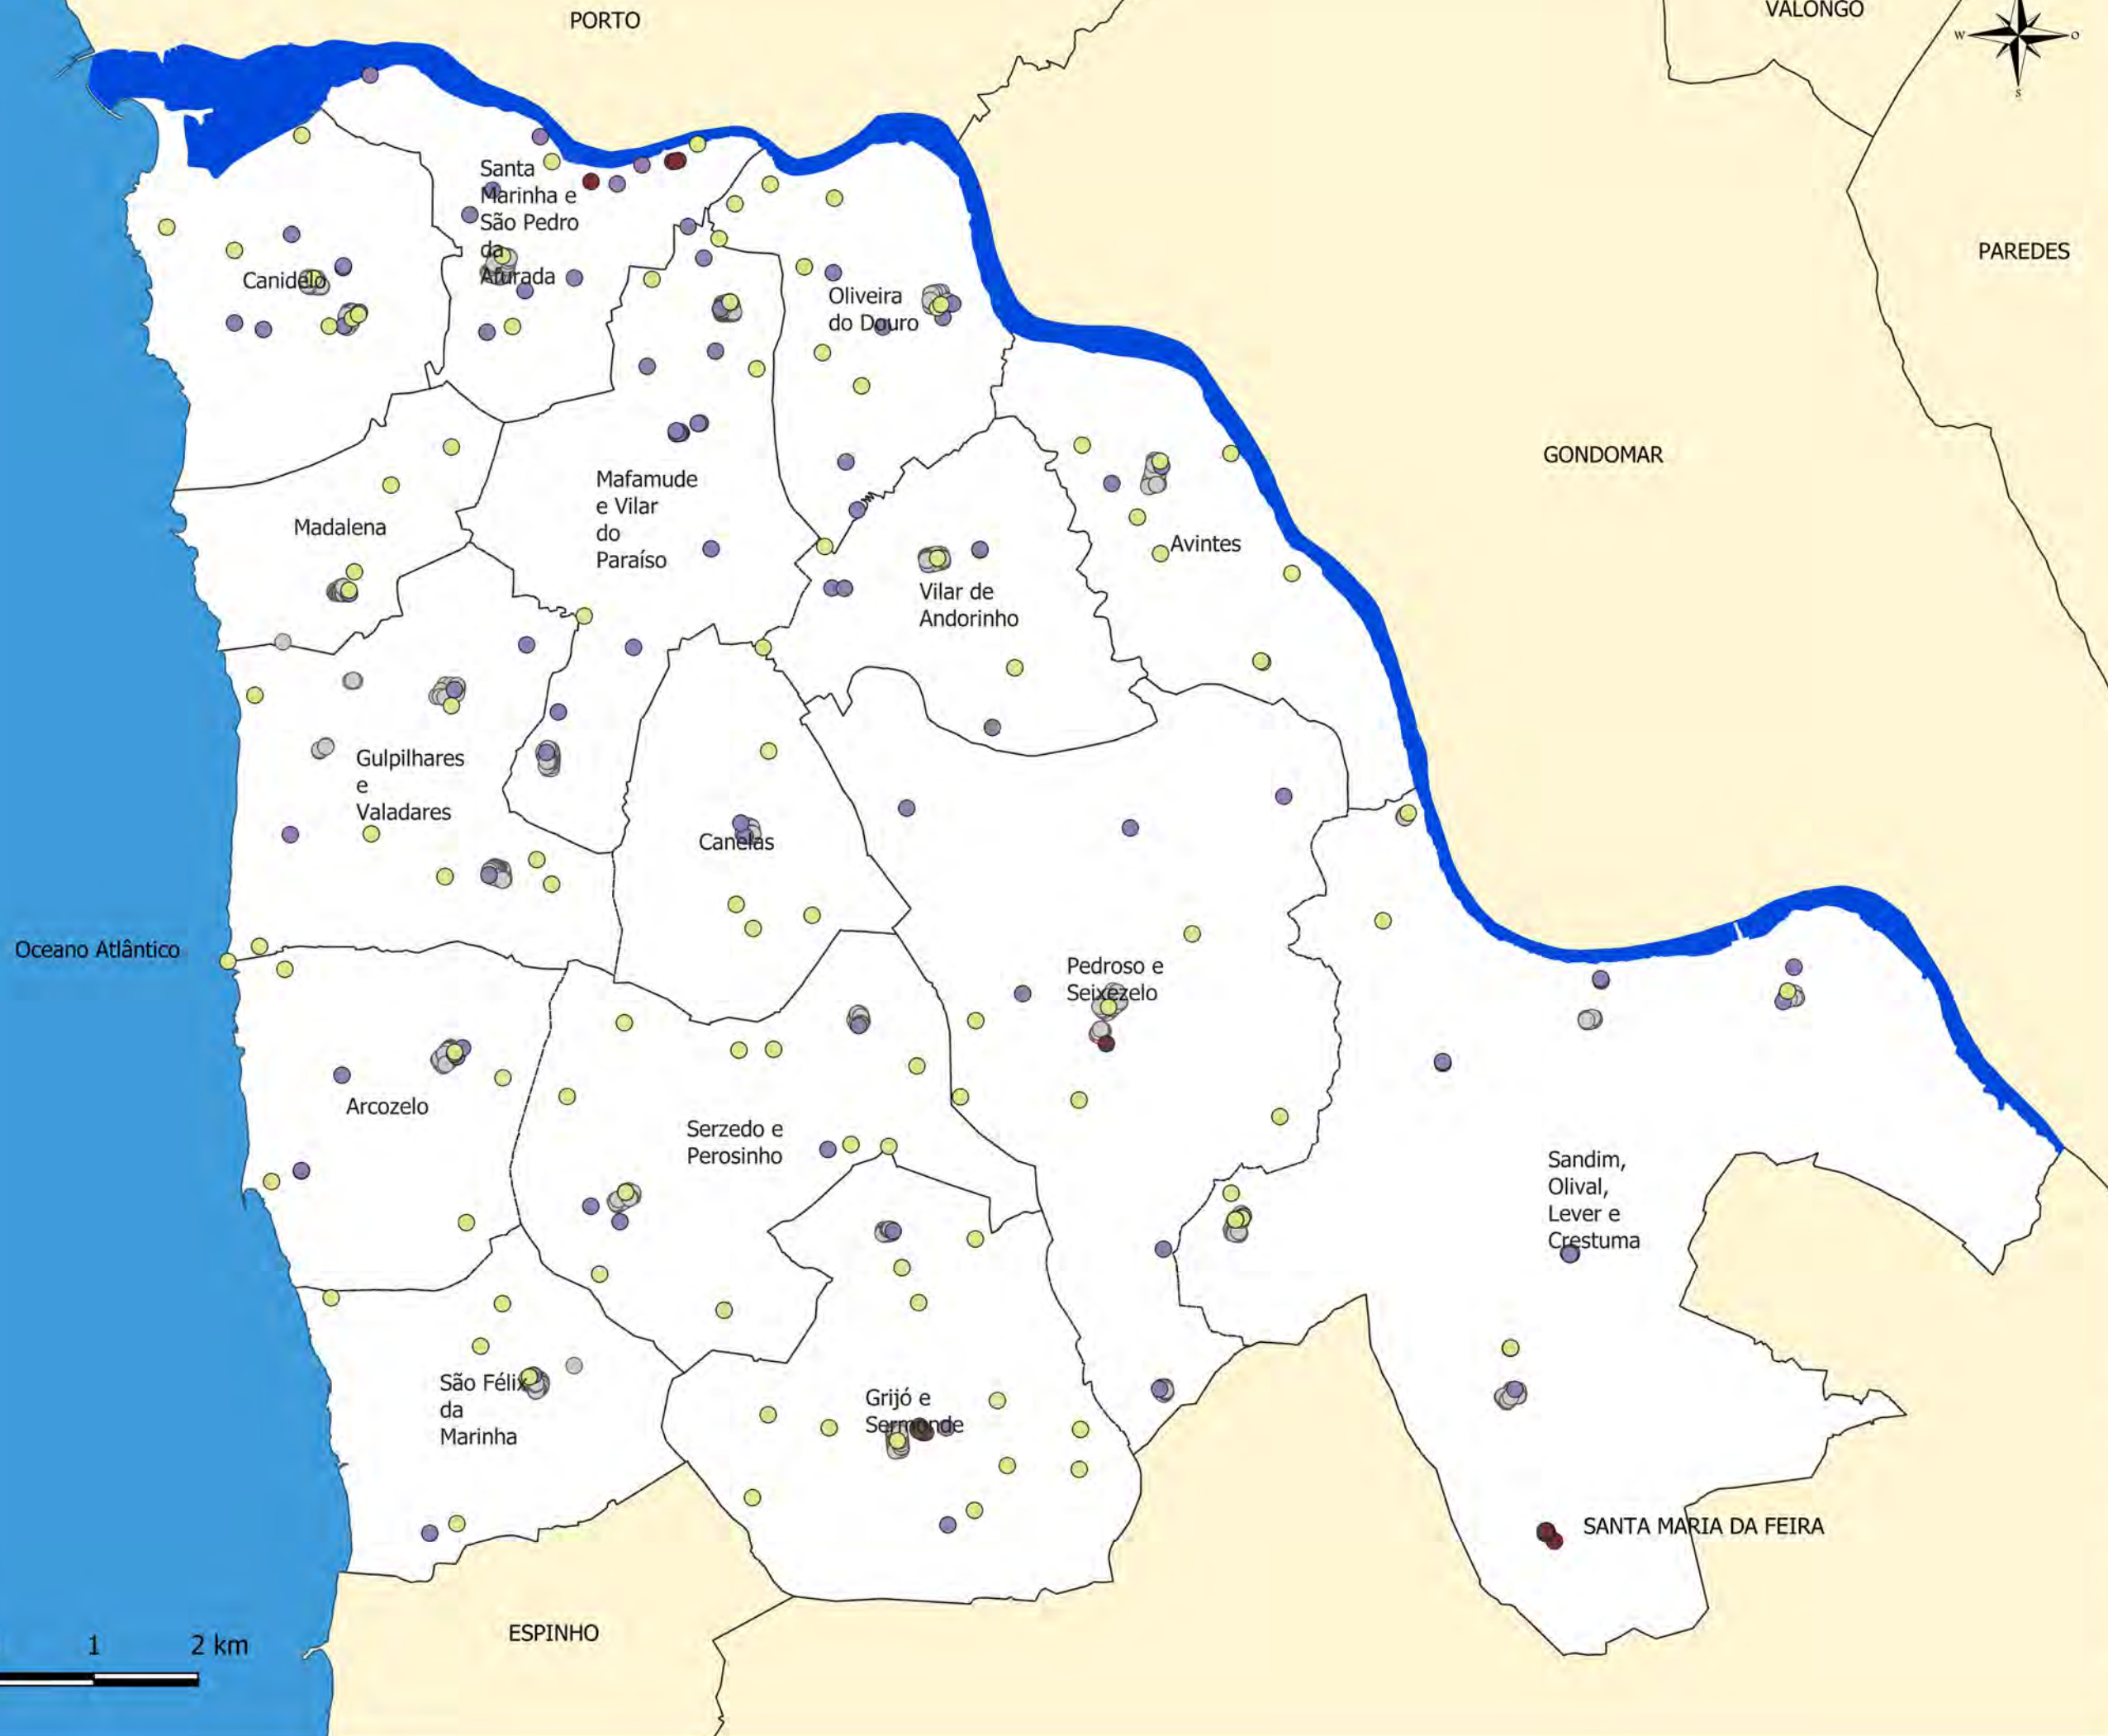 PORTO
VALONGO
W
O
S
Santa
Marinha e
São Pedro
da
Afurada
PAREDES
Canidelo
Oliveira
do Douro
GONDOMAR
Mafamude
e Vilar
do
Paraíso
Madalena
Avintes
Vilar de
Andorinho
Gulpilhares
e
Valadares
Canelas
Oceano Atlântico
Pedroso e
Seixezelo
Arcozelo
Serzedo e
Perosinho
Sandim,
Olival,
Lever e
Crestuma
São Félix
da
Marinha
Grijó e
Sermonde
SANTA MARIA DA FEIRA
ESPINHO
1 2 km